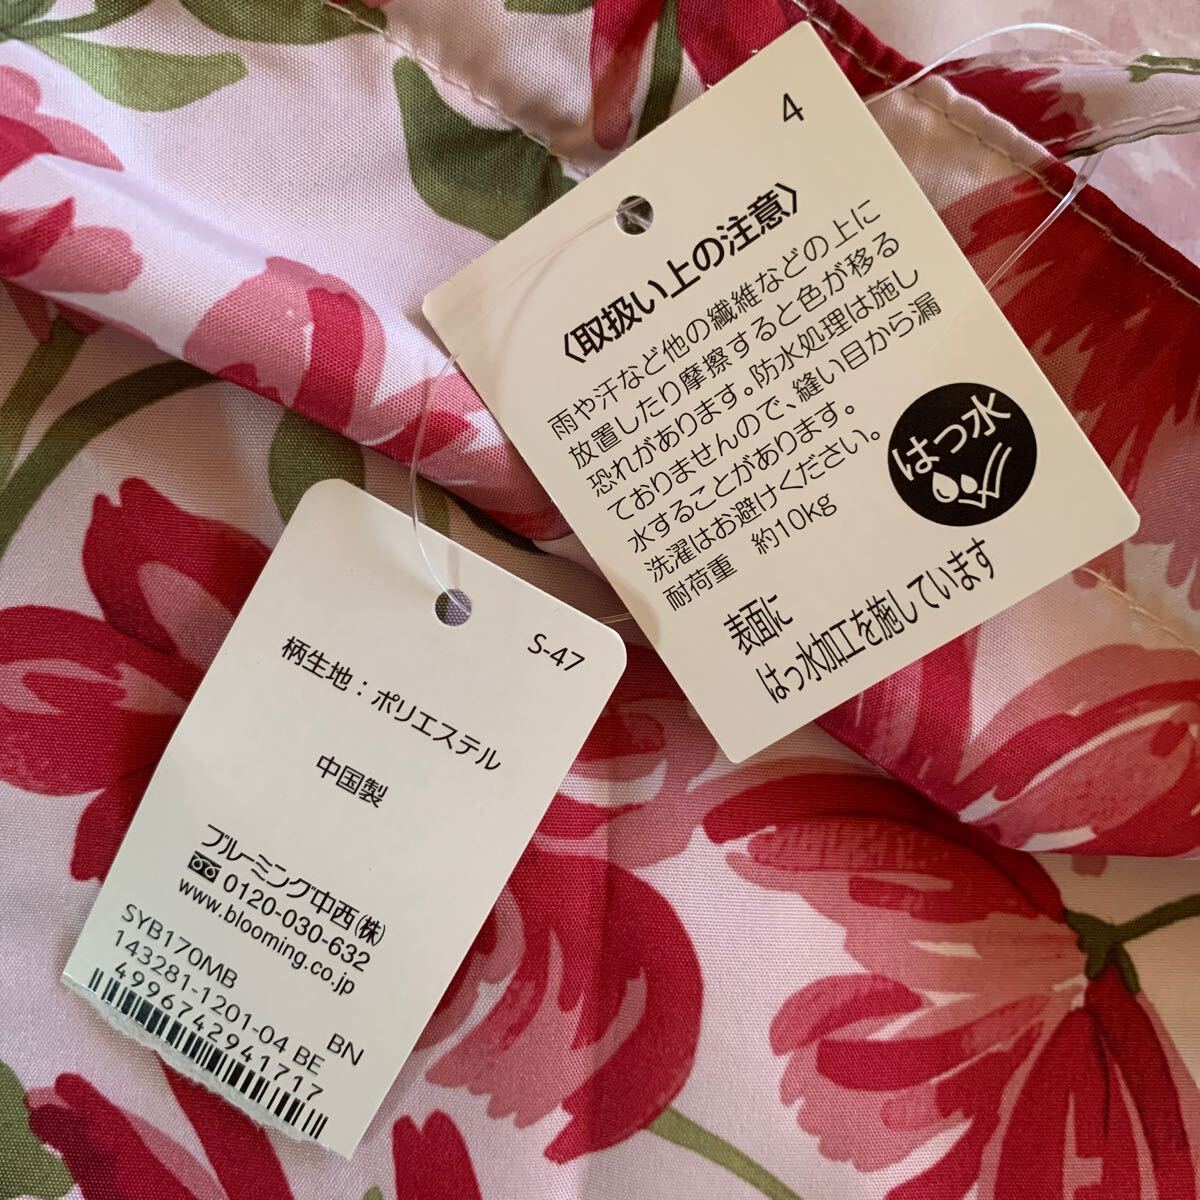 4
〈取扱い上の注意〉
雨や汗など他の繊維などの上に
放置したり摩擦すると色が移る
恐れがあります。防水処理は施し
ておりませんので、縫い目から漏
水することがあります。
洗濯はお避けください。
耐荷重　約10kg
はっ水
表面に
はっ水加工を施しています
S-47
柄生地：ポリエステル
中国製
ブルーミング中西(株)
0120-030-632
www.blooming.co.jp
SYB170MB BN
143281-1201-04 BE
4996742941717